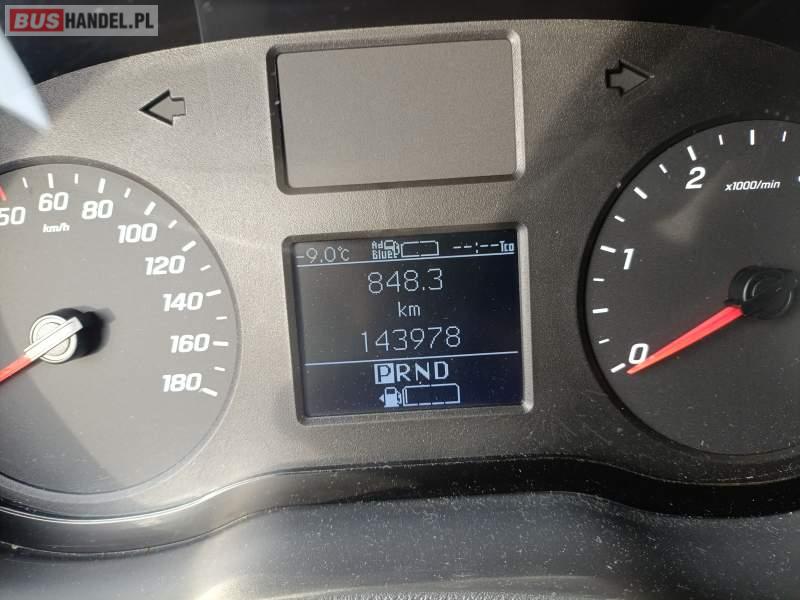 BUSHANDEL.PL
50 60 80 100 120 140 160 180
km/h
-9.0°C Ad Blue --:-- Tco
848.3
km
143978
PRND
0 1 2
x1000/min